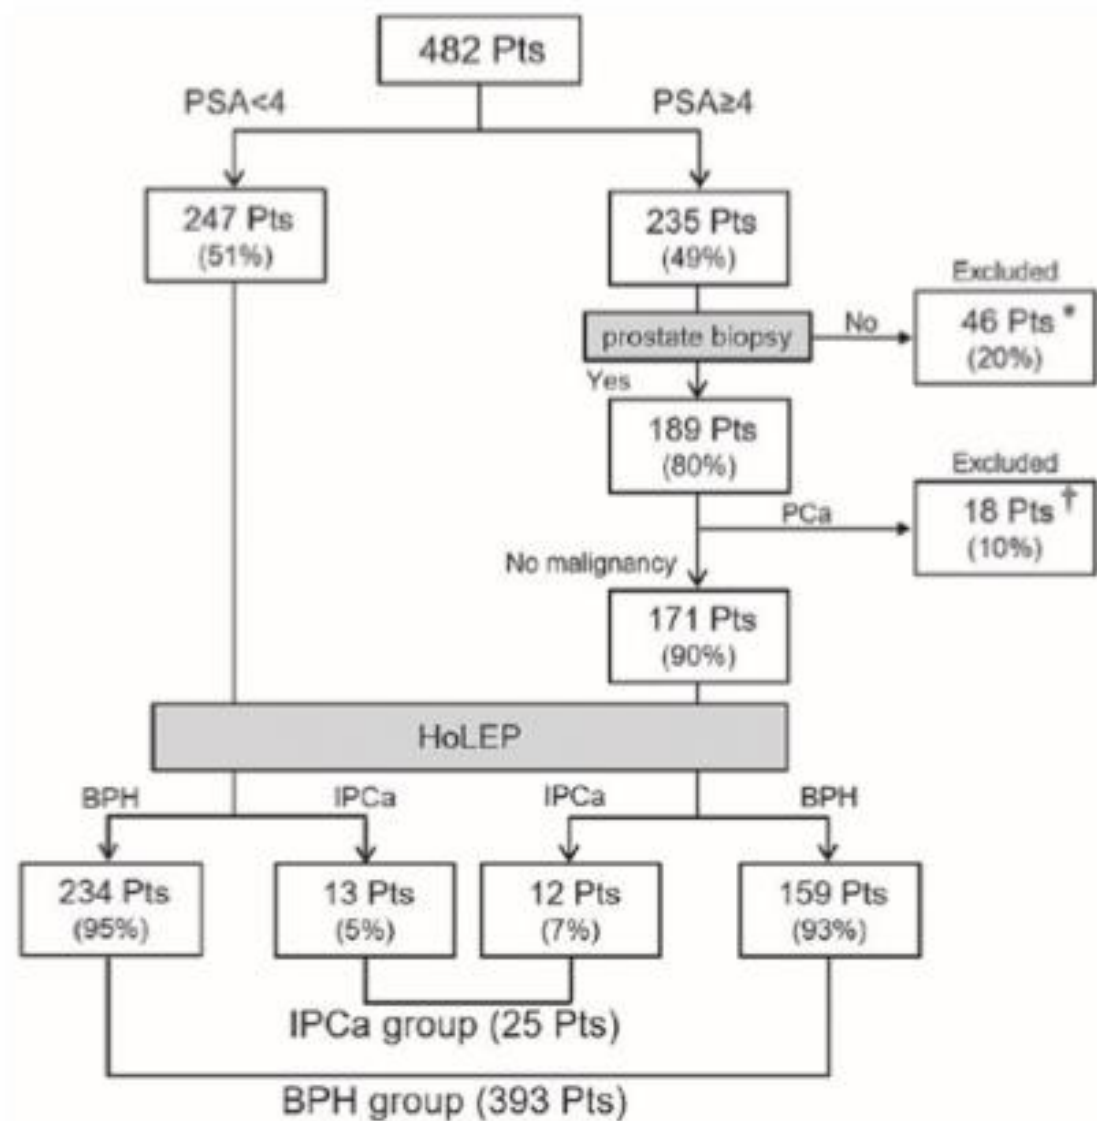 482 Pts
PSA<4
PSA≥4
247 Pts
(51%)
235 Pts
(49%)
Excluded
prostate biopsy
No
46 Pts *
(20%)
Yes
189 Pts
(80%)
Excluded
PCa
18 Pts †
(10%)
No malignancy
171 Pts
(90%)
HoLEP
BPH
IPCa
IPCa
BPH
234 Pts
(95%)
13 Pts
(5%)
12 Pts
(7%)
159 Pts
(93%)
IPCa group (25 Pts)
BPH group (393 Pts)